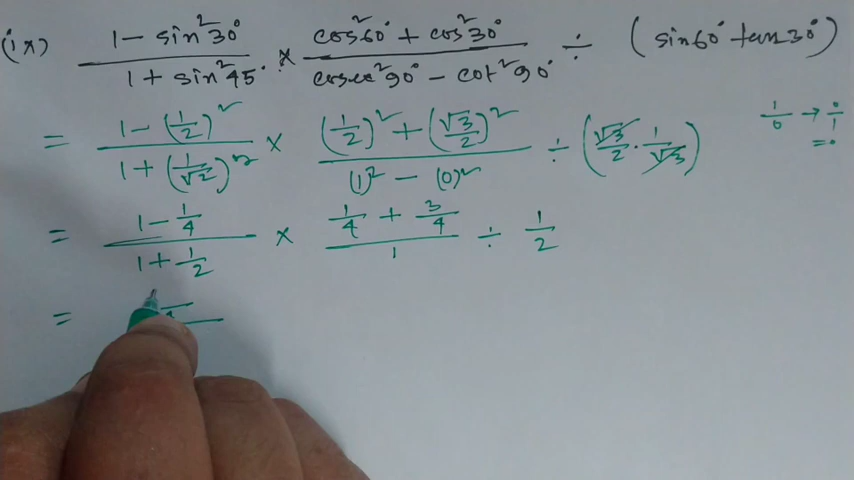 (ix) (1 - sin²30°)/(1 + sin²45°) × (cos²60° + cos²30°)/(cosec²90° - cot²90°) ÷ (sin60° tan30°)
= (1 - (1/2)²)/(1 + (1/√2)²) × ((1/2)² + (√3/2)²)/((1)² - (0)²) ÷ (√3/2 · 1/√3)
1/0 → 0/1
= 0
= (1 - 1/4)/(1 + 1/2) × (1/4 + 3/4)/1 ÷ 1/2
=